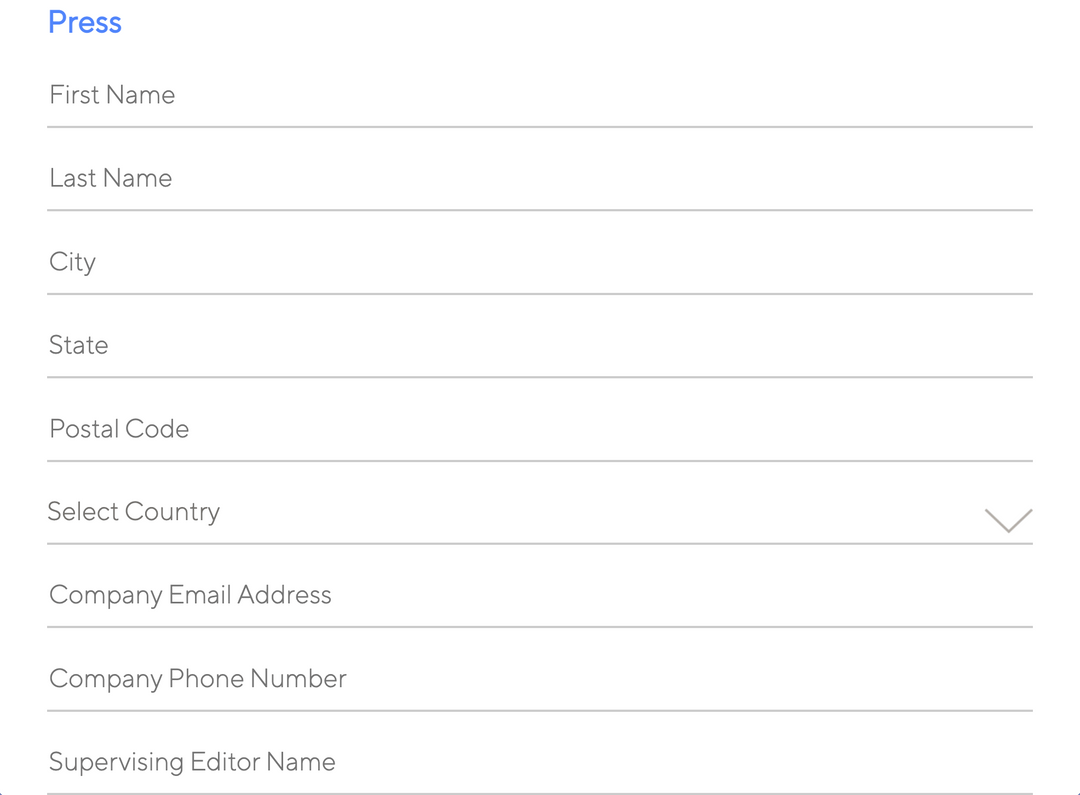 Press
First Name
Last Name
City
State
Postal Code
Select Country
Company Email Address
Company Phone Number
Supervising Editor Name